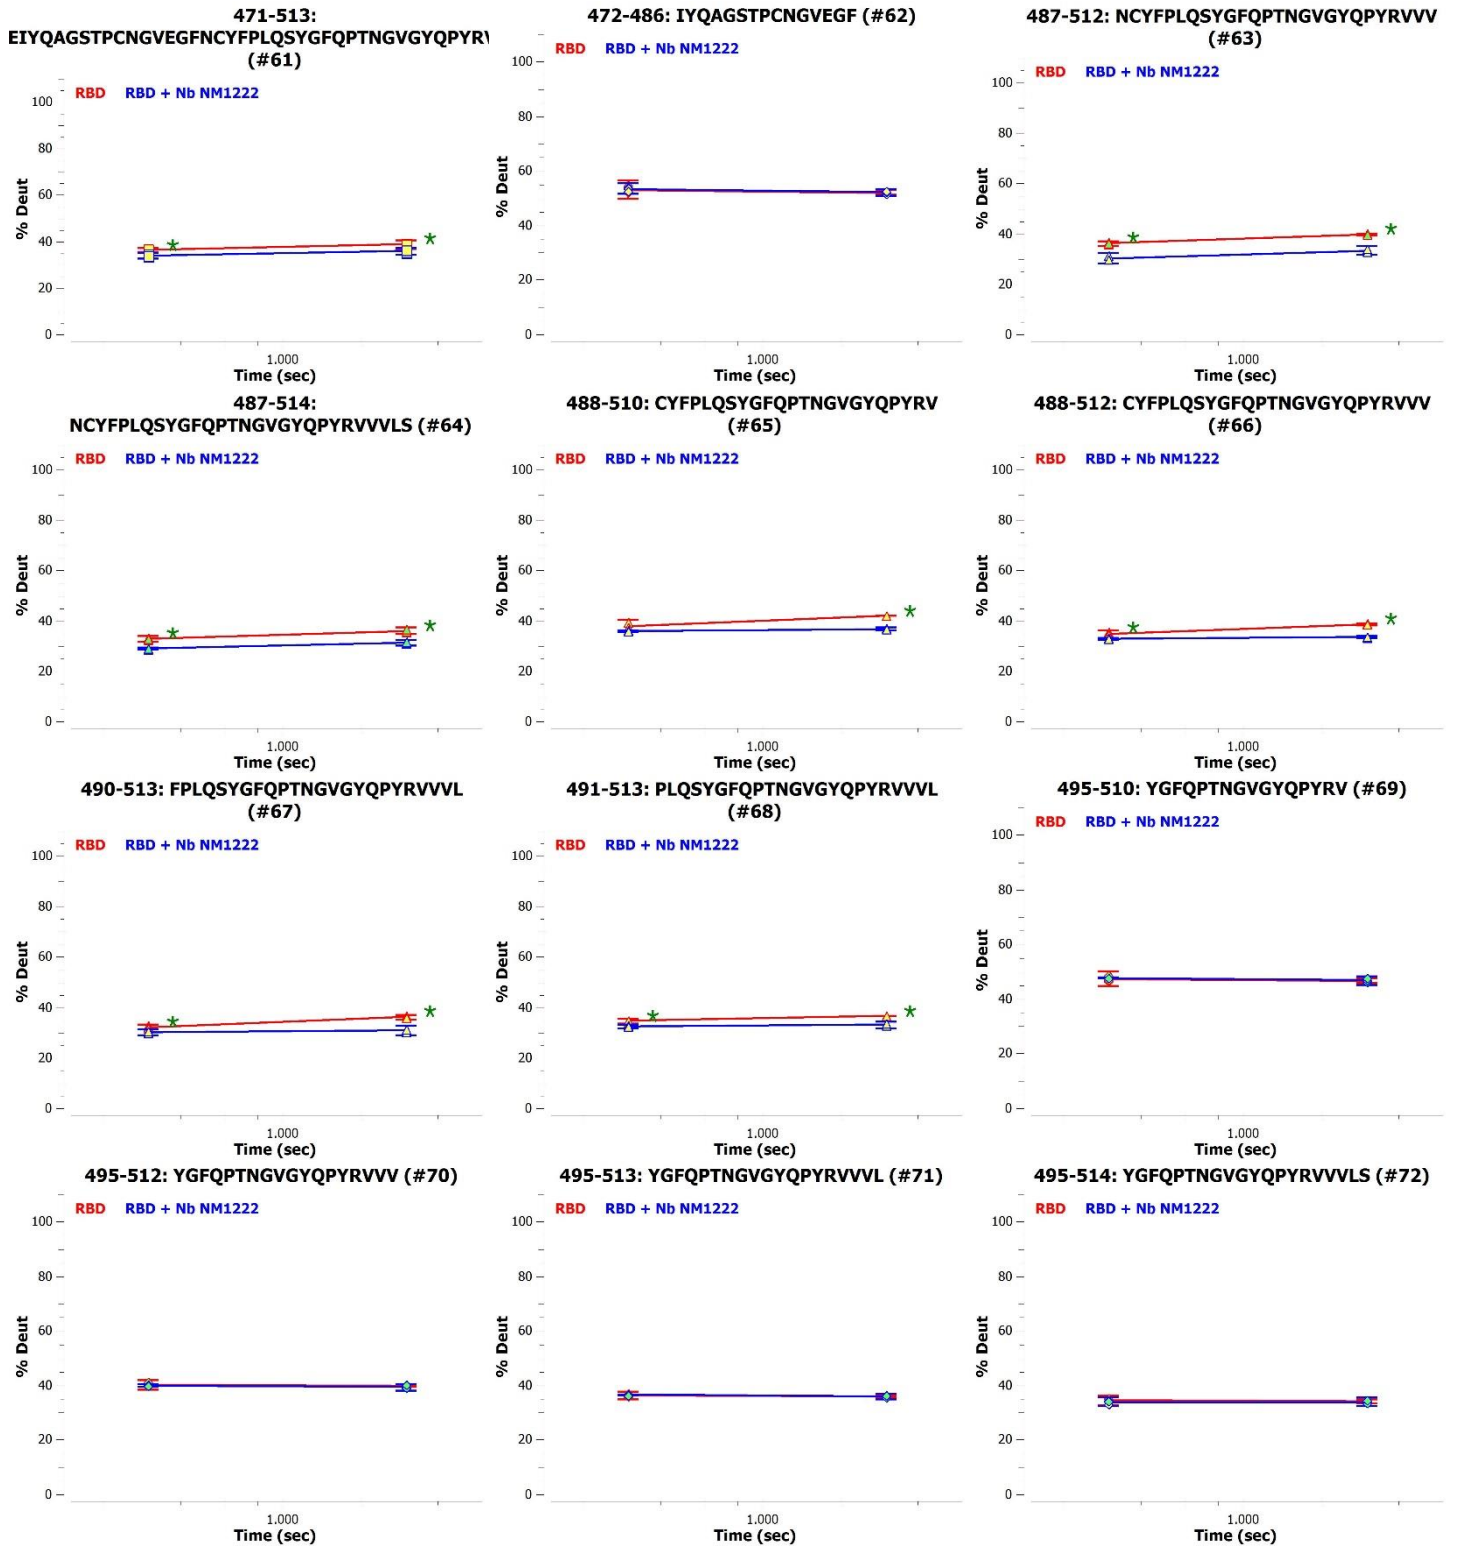 471-513:
EIYQAGSTPCNGVEGFNCYFPLQSYGFQPTNGVGYQPYRV
(#61)
RBD RBD + Nb NM1222
100
80
60
40
20
0
% Deut
1.000
Time (sec)
472-486: IYQAGSTPCNGVEGF (#62)
RBD RBD + Nb NM1222
100
80
60
40
20
0
% Deut
1.000
Time (sec)
487-512: NCYFPLQSYGFQPTNGVGYQPYRVVV
(#63)
RBD RBD + Nb NM1222
100
80
60
40
20
0
% Deut
1.000
Time (sec)
487-514:
NCYFPLQSYGFQPTNGVGYQPYRVVVLS (#64)
RBD RBD + Nb NM1222
100
80
60
40
20
0
% Deut
1.000
Time (sec)
488-510: CYFPLQSYGFQPTNGVGYQPYRV
(#65)
RBD RBD + Nb NM1222
100
80
60
40
20
0
% Deut
1.000
Time (sec)
488-512: CYFPLQSYGFQPTNGVGYQPYRVVV
(#66)
RBD RBD + Nb NM1222
100
80
60
40
20
0
% Deut
1.000
Time (sec)
490-513: FPLQSYGFQPTNGVGYQPYRVVVL
(#67)
RBD RBD + Nb NM1222
100
80
60
40
20
0
% Deut
1.000
Time (sec)
491-513: PLQSYGFQPTNGVGYQPYRVVVL
(#68)
RBD RBD + Nb NM1222
100
80
60
40
20
0
% Deut
1.000
Time (sec)
495-510: YGFQPTNGVGYQPYRV (#69)
RBD RBD + Nb NM1222
100
80
60
40
20
0
% Deut
1.000
Time (sec)
495-512: YGFQPTNGVGYQPYRVVV (#70)
RBD RBD + Nb NM1222
100
80
60
40
20
0
% Deut
1.000
Time (sec)
495-513: YGFQPTNGVGYQPYRVVVL (#71)
RBD RBD + Nb NM1222
100
80
60
40
20
0
% Deut
1.000
Time (sec)
495-514: YGFQPTNGVGYQPYRVVVLS (#72)
RBD RBD + Nb NM1222
100
80
60
40
20
0
% Deut
1.000
Time (sec)